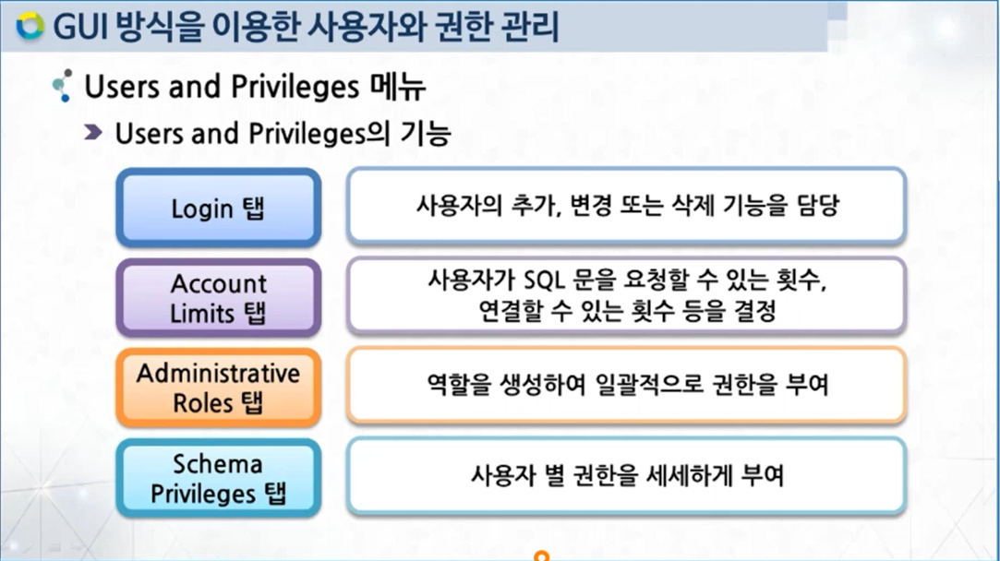 GUI 방식을 이용한 사용자와 권한 관리
Users and Privileges 메뉴
Users and Privileges의 기능
Login 탭
사용자의 추가, 변경 또는 삭제 기능을 담당
Account
Limits 탭
사용자가 SQL 문을 요청할 수 있는 횟수,
연결할 수 있는 횟수 등을 결정
Administrative
Roles 탭
역할을 생성하여 일괄적으로 권한을 부여
Schema
Privileges 탭
사용자 별 권한을 세세하게 부여